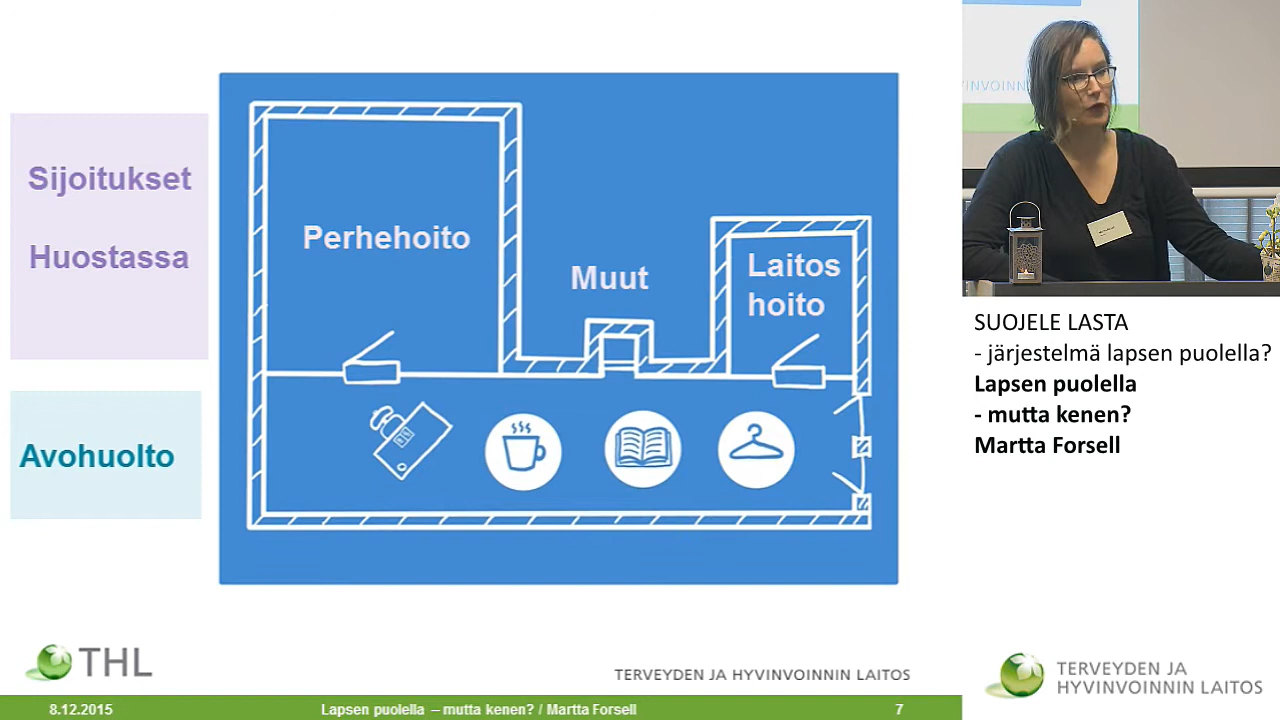 Sijoitukset
Huostassa
Avohuolto
Perhehoito
Muut
Laitos
hoito
THL
TERVEYDEN JA HYVINVOINNIN LAITOS
8.12.2015
Lapsen puolella – mutta kenen? / Martta Forsell
7
VINVOINN
SUOJELE LASTA
- järjestelmä lapsen puolella?
Lapsen puolella
- mutta kenen?
Martta Forsell
TERVEYDEN JA
HYVINVOINNIN LAITOS